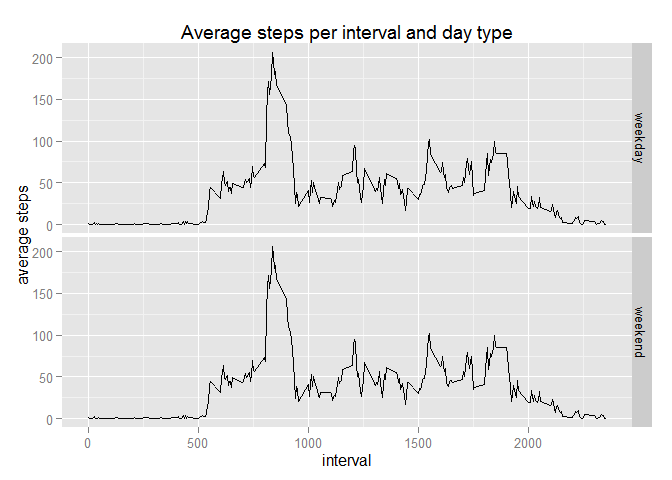 Average steps per interval and day type
average steps
200
150
100
50
0
weekday
200
150
100
50
0
weekend
0 500 1000 1500 2000
interval